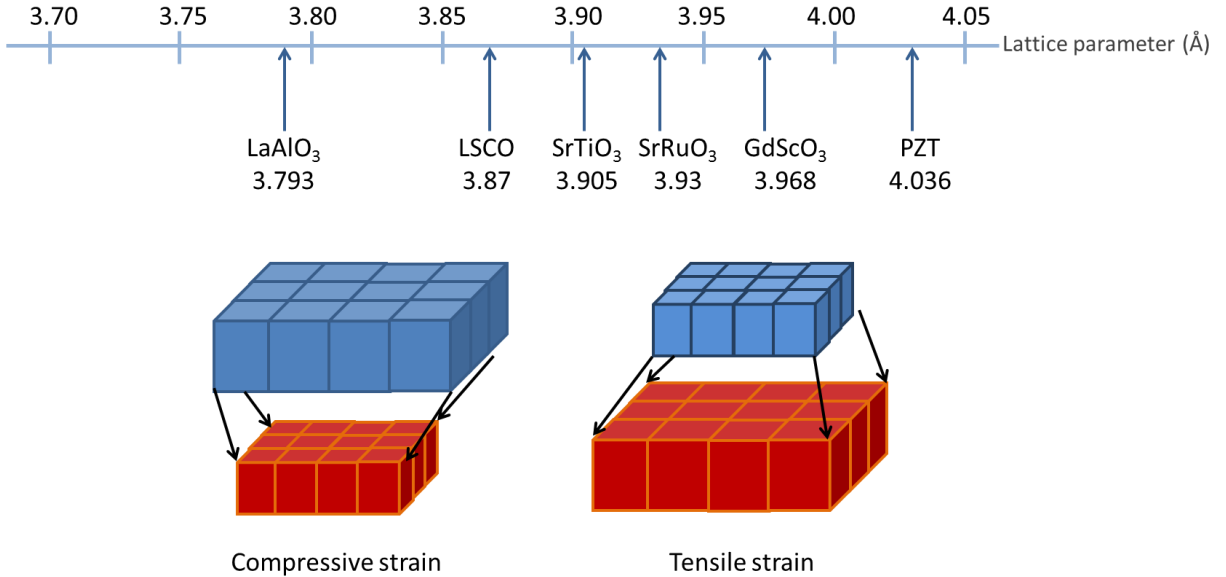 3.70 3.75 3.80 3.85 3.90 3.95 4.00 4.05
Lattice parameter (Å)
LaAlO₃ LSCO SrTiO₃ SrRuO₃ GdScO₃ PZT
3.793 3.87 3.905 3.93 3.968 4.036
Compressive strain Tensile strain